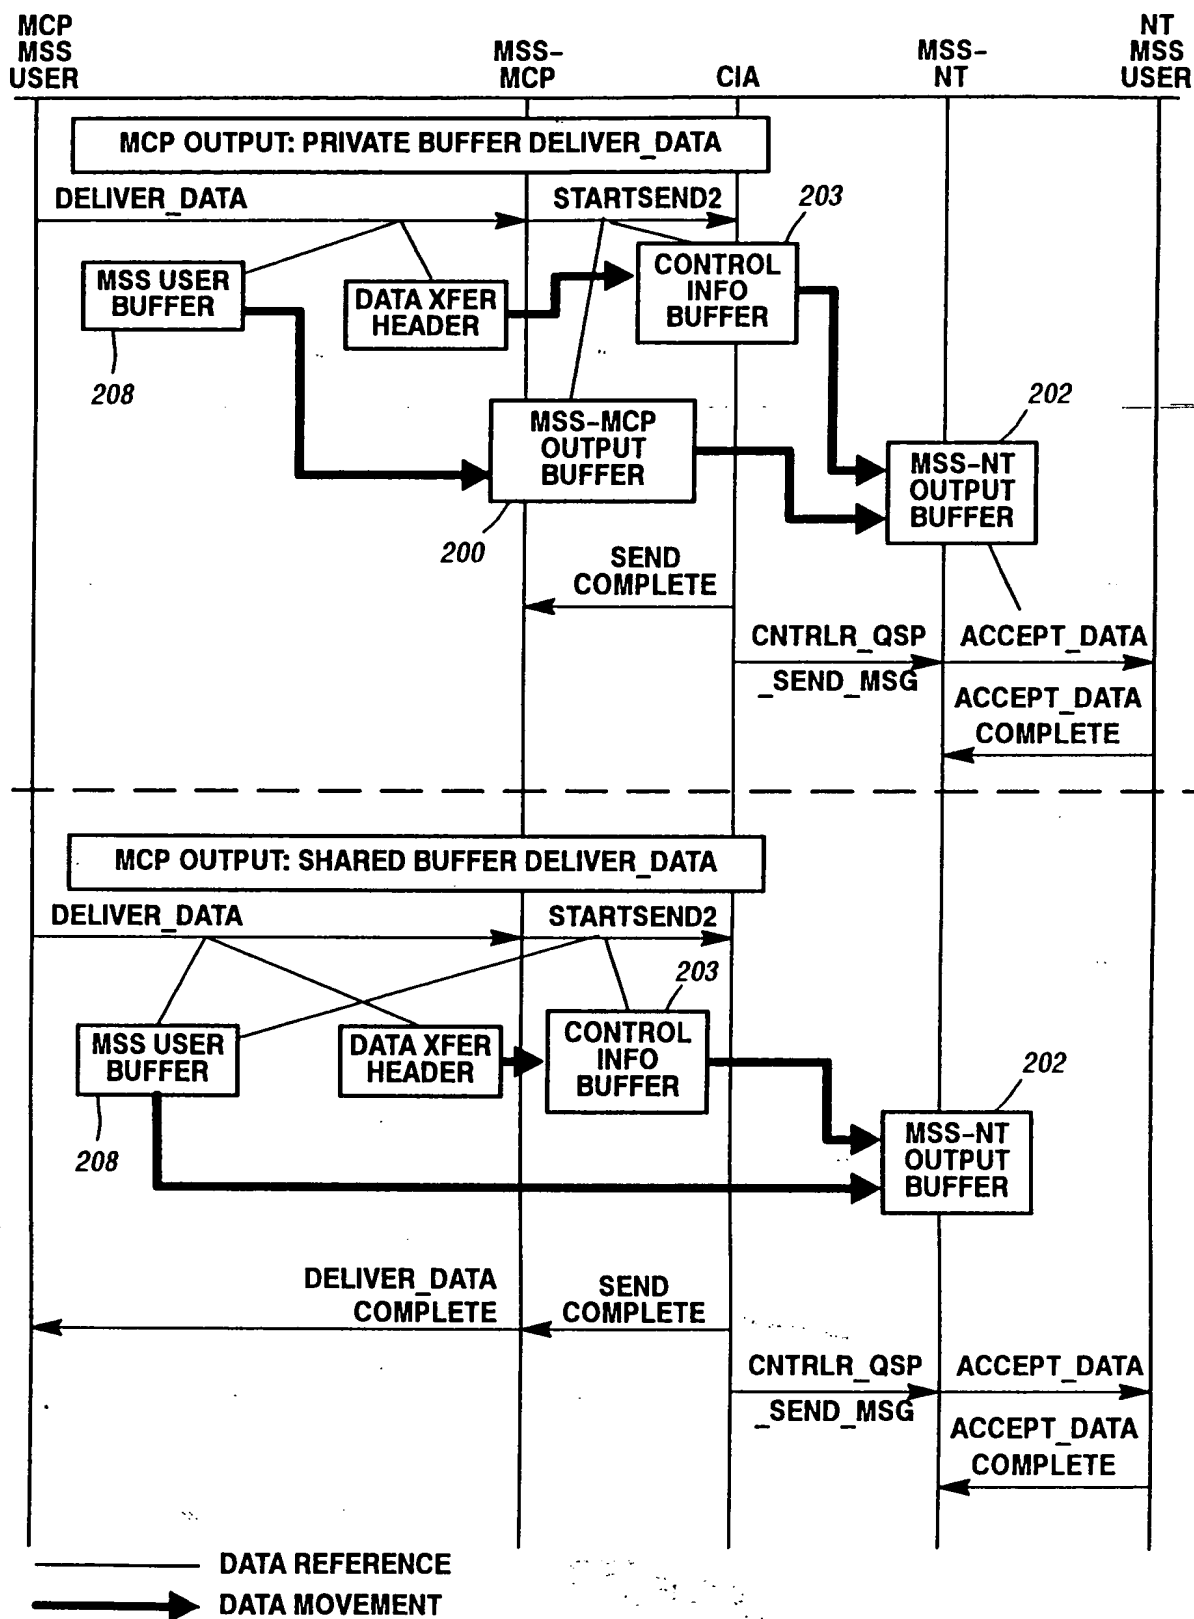 MCP
MSS
USER
MSS-
MCP
CIA
MSS-
NT
NT
MSS
USER
MCP OUTPUT: PRIVATE BUFFER DELIVER_DATA
DELIVER_DATA
STARTSEND2
203
MSS USER
BUFFER
DATA XFER
HEADER
CONTROL
INFO
BUFFER
208
202
MSS-MCP
OUTPUT
BUFFER
MSS-NT
OUTPUT
BUFFER
200
SEND
COMPLETE
CNTRLR_QSP
_SEND_MSG
ACCEPT_DATA
ACCEPT_DATA
COMPLETE
MCP OUTPUT: SHARED BUFFER DELIVER_DATA
DELIVER_DATA
STARTSEND2
203
MSS USER
BUFFER
DATA XFER
HEADER
CONTROL
INFO
BUFFER
202
208
MSS-NT
OUTPUT
BUFFER
DELIVER_DATA
COMPLETE
SEND
COMPLETE
CNTRLR_QSP
_SEND_MSG
ACCEPT_DATA
ACCEPT_DATA
COMPLETE
DATA REFERENCE
DATA MOVEMENT